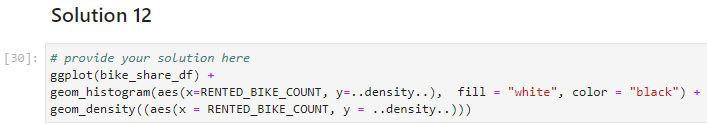 Solution 12
[30]: # provide your solution here
ggplot(bike_share_df) +
geom_histogram(aes(x=RENTED_BIKE_COUNT, y=..density..),  fill = "white", color = "black") +
geom_density((aes(x = RENTED_BIKE_COUNT, y = ..density..)))